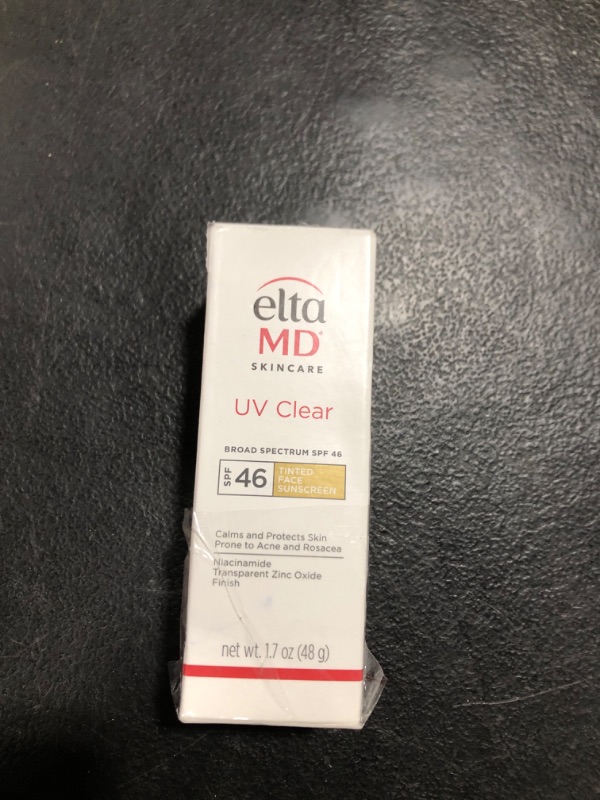 elta
MD
SKINCARE
UV Clear
BROAD SPECTRUM SPF 46
SPF 46 TINTED
FACE
SUNSCREEN
Calms and Protects Skin
Prone to Acne and Rosacea
Niacinamide
Transparent Zinc Oxide
Finish
net wt. 1.7 oz (48 g)